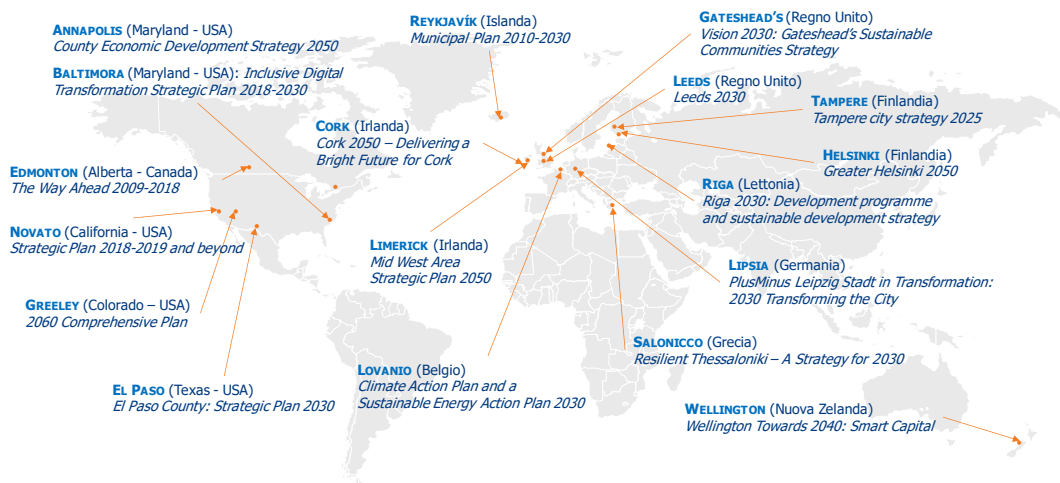 ANNAPOLIS (Maryland - USA)
County Economic Development Strategy 2050
BALTIMORA (Maryland - USA): Inclusive Digital
Transformation Strategic Plan 2018-2030
REYKJAVÍK (Islanda)
Municipal Plan 2010-2030
GATESHEAD'S (Regno Unito)
Vision 2030: Gateshead's Sustainable
Communities Strategy
LEEDS (Regno Unito)
Leeds 2030
TAMPERE (Finlandia)
Tampere city strategy 2025
CORK (Irlanda)
Cork 2050 – Delivering a
Bright Future for Cork
HELSINKI (Finlandia)
Greater Helsinki 2050
EDMONTON (Alberta - Canada)
The Way Ahead 2009-2018
RIGA (Lettonia)
Riga 2030: Development programme
and sustainable development strategy
NOVATO (California - USA)
Strategic Plan 2018-2019 and beyond
LIMERICK (Irlanda)
Mid West Area
Strategic Plan 2050
LIPSIA (Germania)
PlusMinus Leipzig Stadt in Transformation:
2030 Transforming the City
GREELEY (Colorado – USA)
2060 Comprehensive Plan
SALONICCO (Grecia)
Resilient Thessaloniki – A Strategy for 2030
LOVANIO (Belgio)
Climate Action Plan and a
Sustainable Energy Action Plan 2030
EL PASO (Texas - USA)
El Paso County: Strategic Plan 2030
WELLINGTON (Nuova Zelanda)
Wellington Towards 2040: Smart Capital